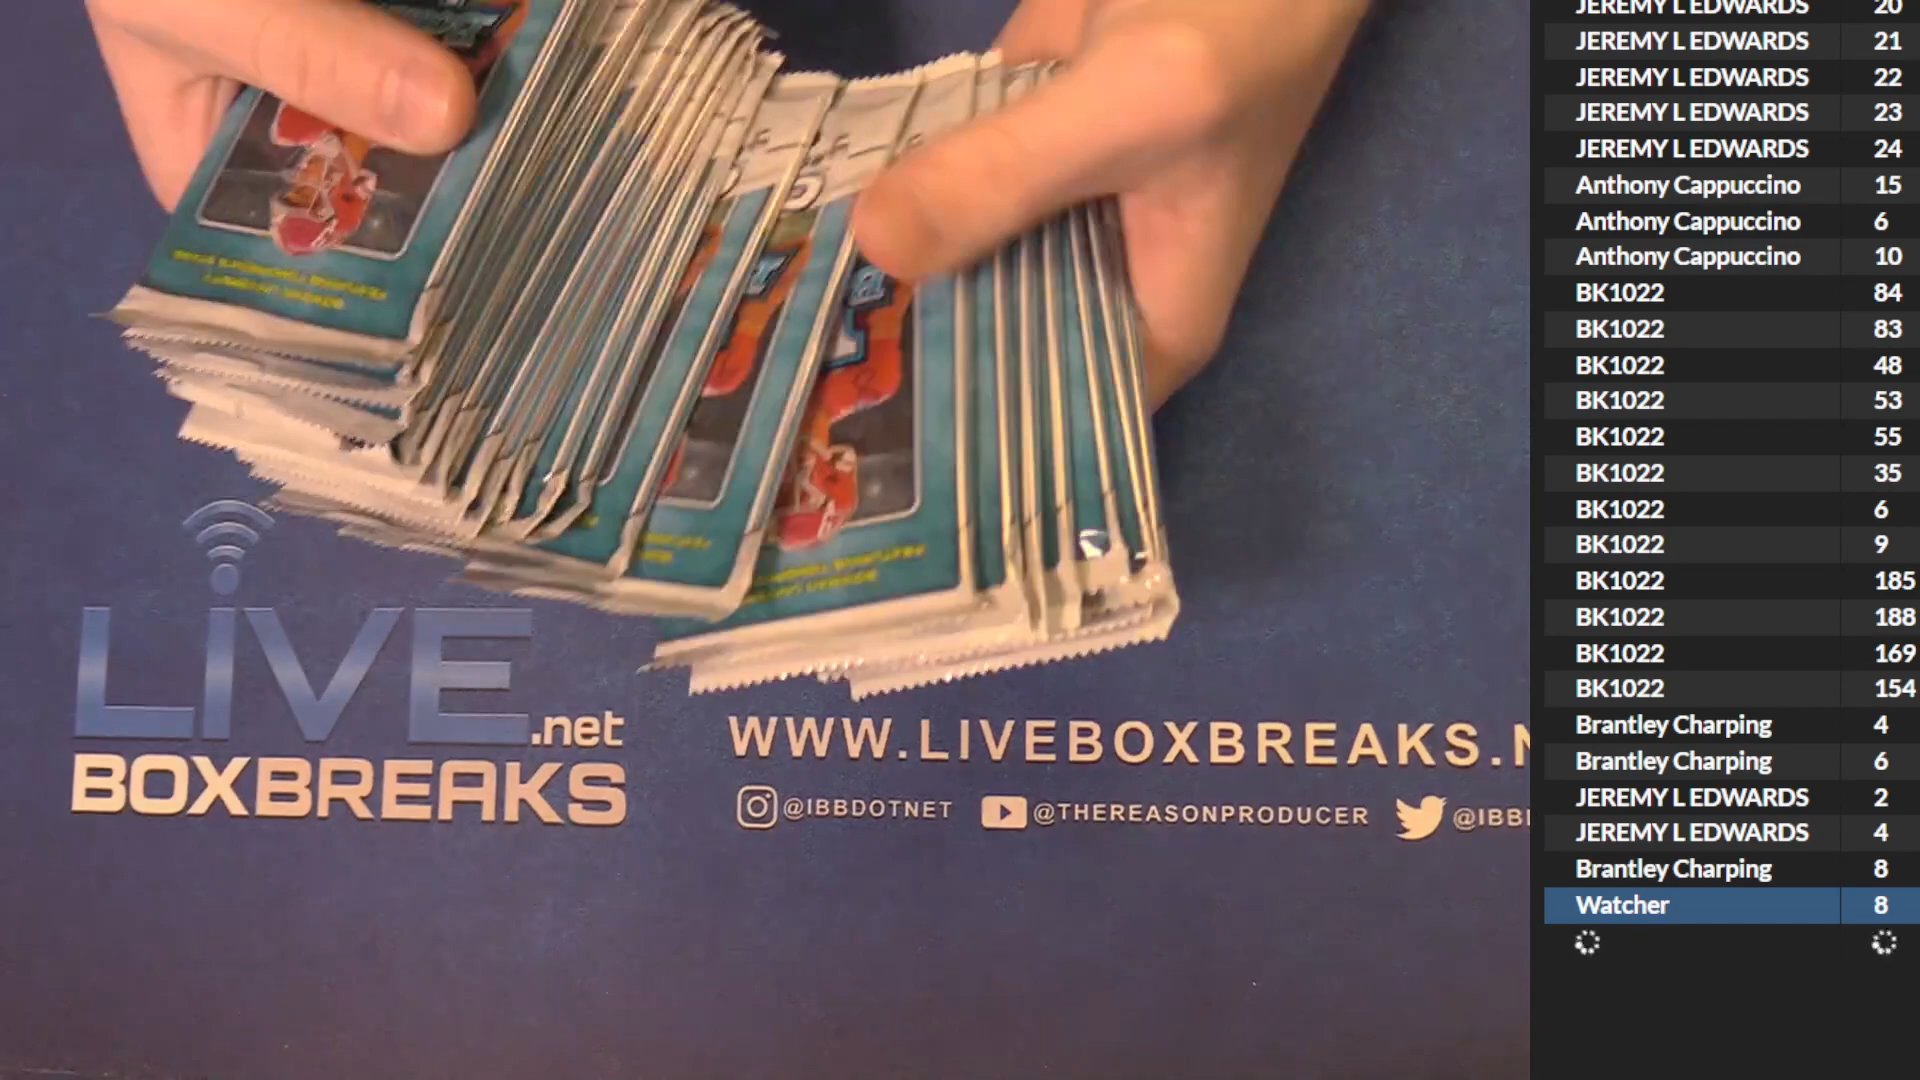 JEREMY L EDWARDS 20
JEREMY L EDWARDS 21
JEREMY L EDWARDS 22
JEREMY L EDWARDS 23
JEREMY L EDWARDS 24
Anthony Cappuccino 15
Anthony Cappuccino 6
Anthony Cappuccino 10
BK1022 84
BK1022 83
BK1022 48
BK1022 53
BK1022 55
BK1022 35
BK1022 6
BK1022 9
BK1022 185
BK1022 188
BK1022 169
BK1022 154
Brantley Charping 4
Brantley Charping 6
JEREMY L EDWARDS 2
JEREMY L EDWARDS 4
Brantley Charping 8
Watcher 8
LiVE.net
BOXBREAKS
WWW.LIVEBOXBREAKS.N
@IBBDOTNET @THEREASONPRODUCER @IBB